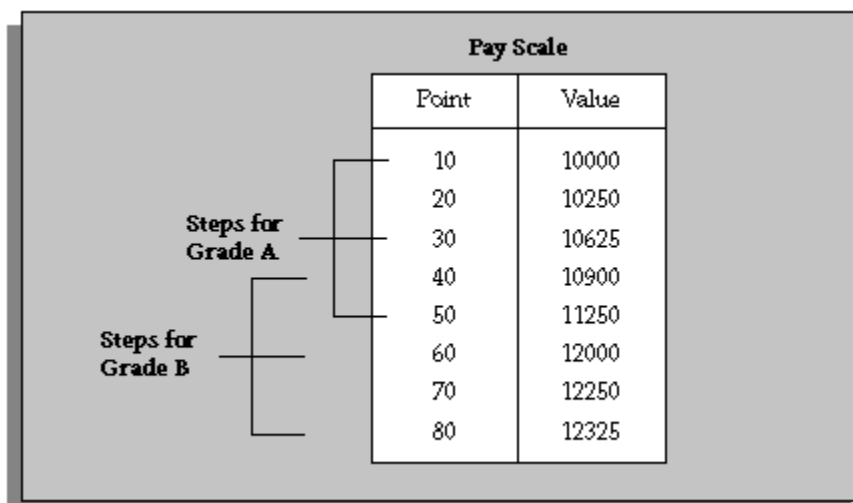 Pay Scale
Point Value
10 10000
20 10250
Steps for
Grade A
30 10625
40 10900
50 11250
Steps for
Grade B
60 12000
70 12250
80 12325